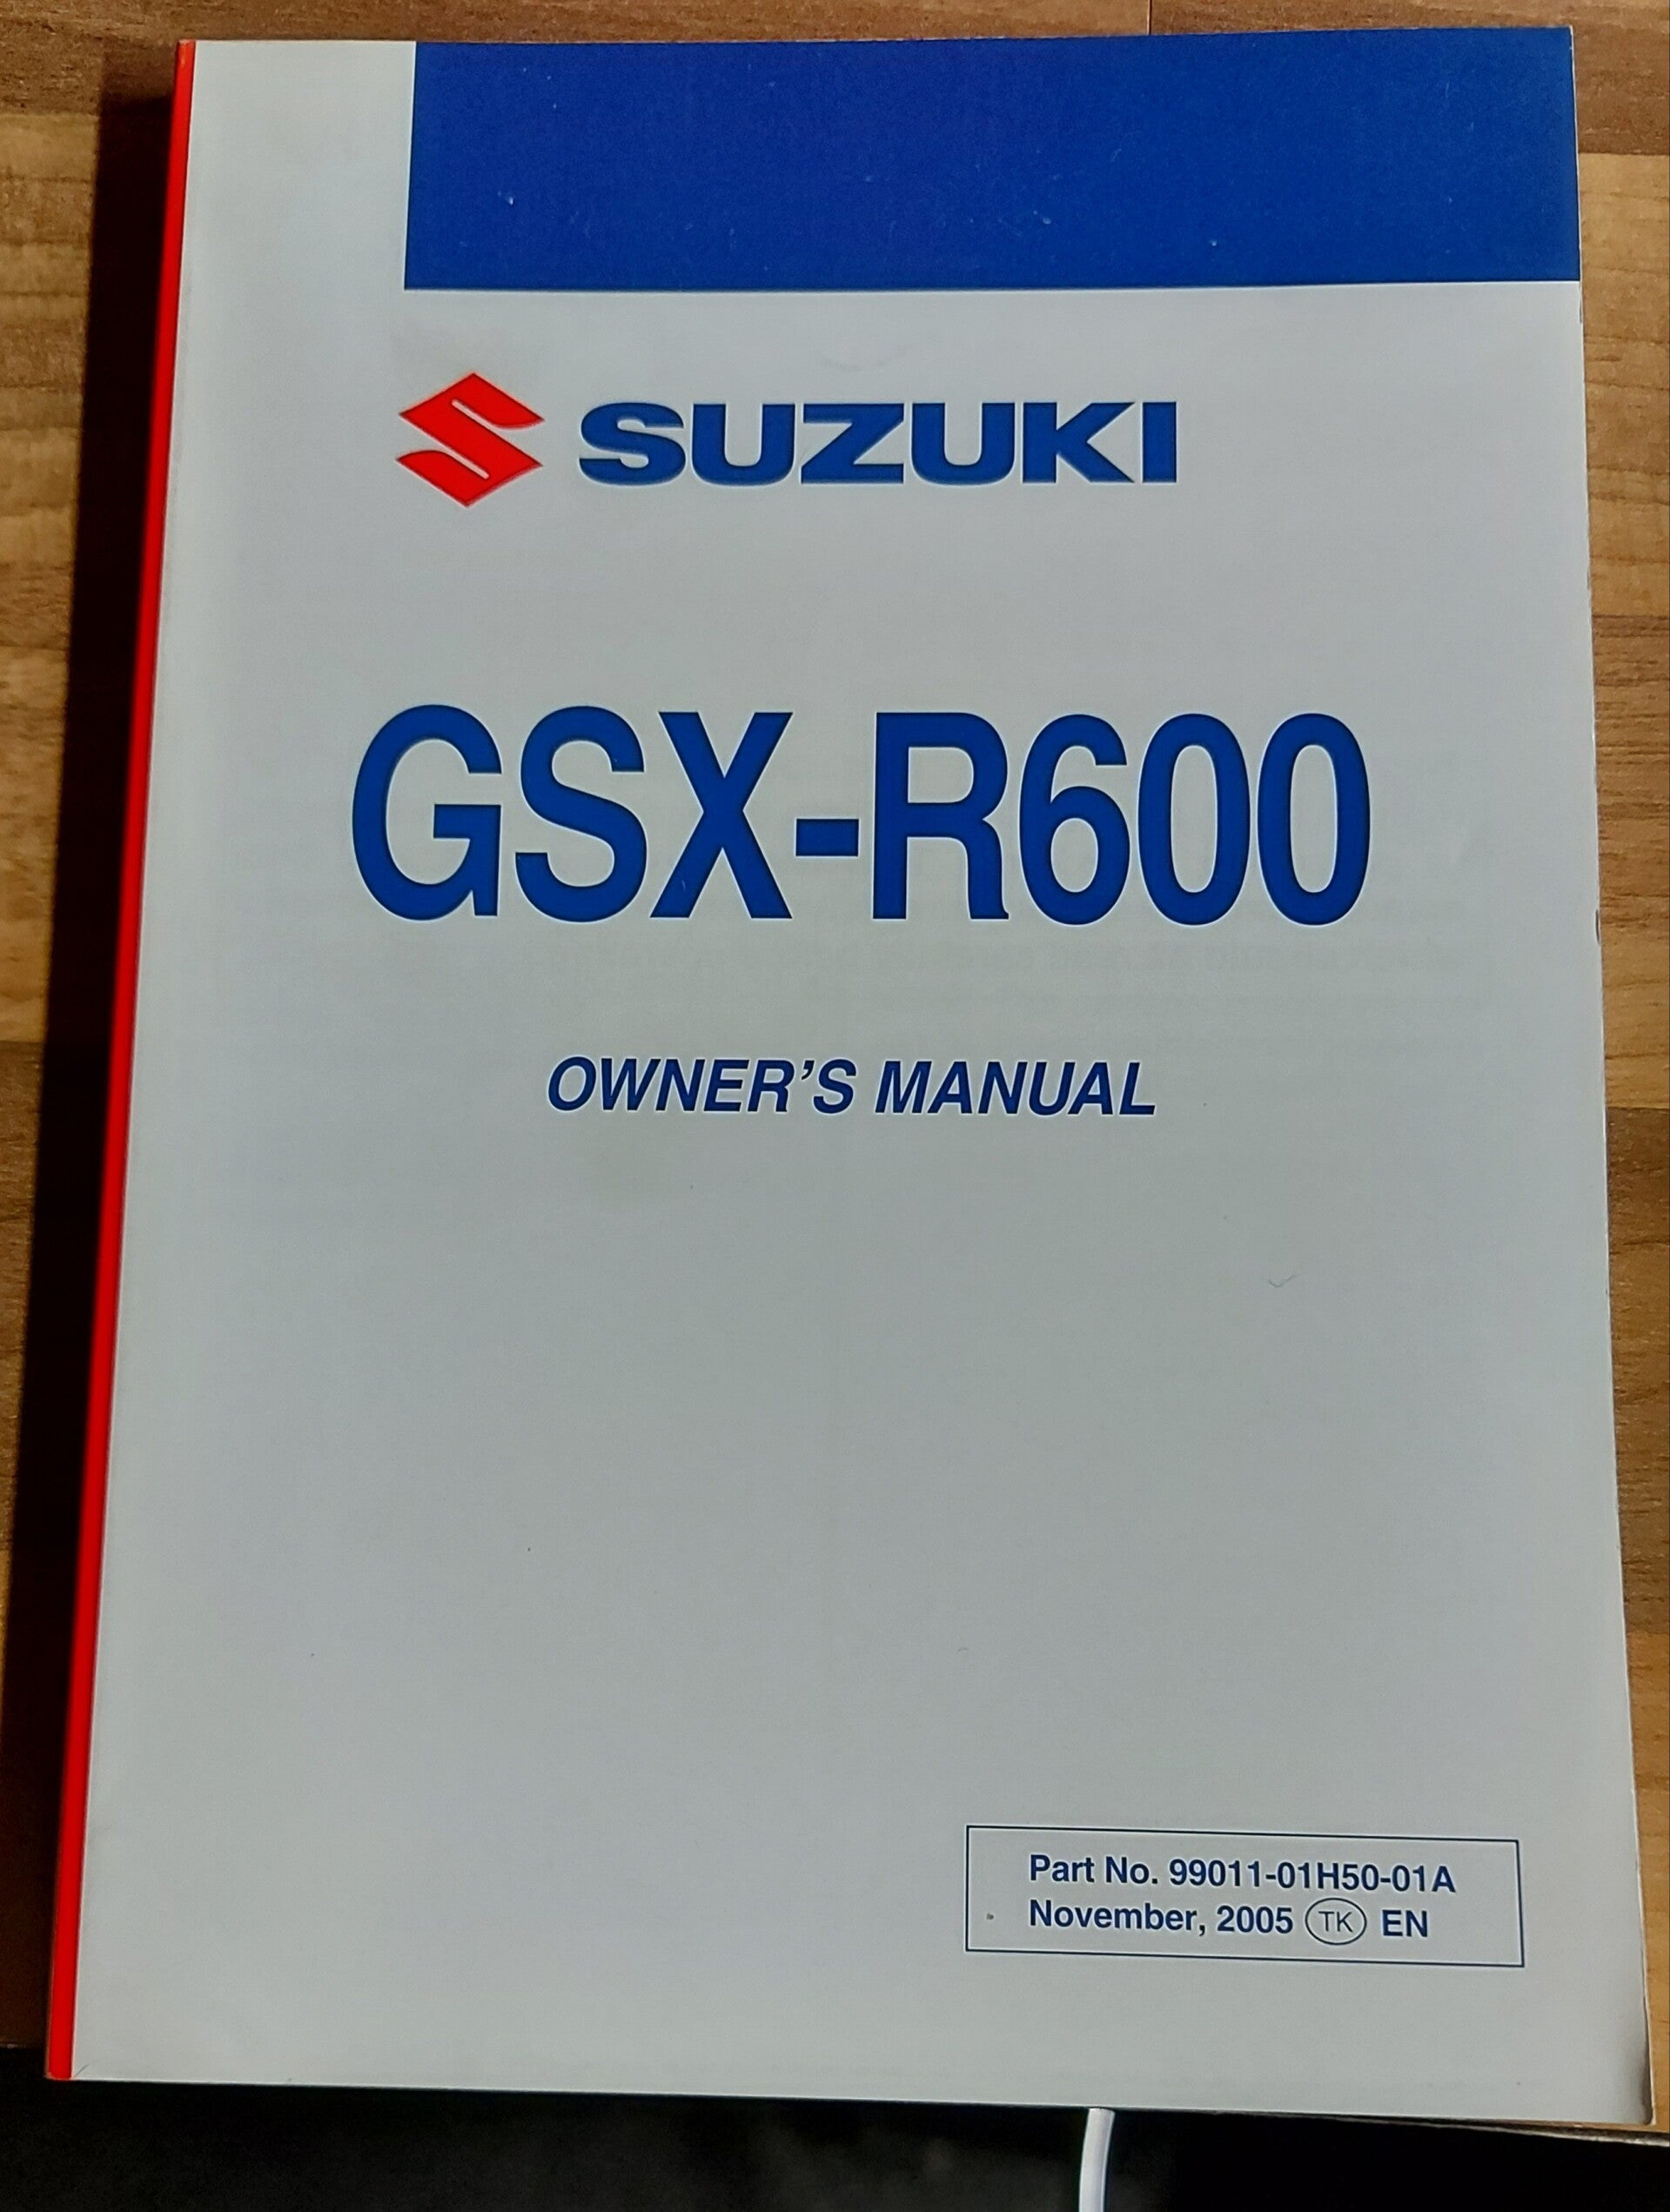 SUZUKI
GSX-R600
OWNER’S MANUAL
Part No. 99011-01H50-01A
November, 2005 TK EN